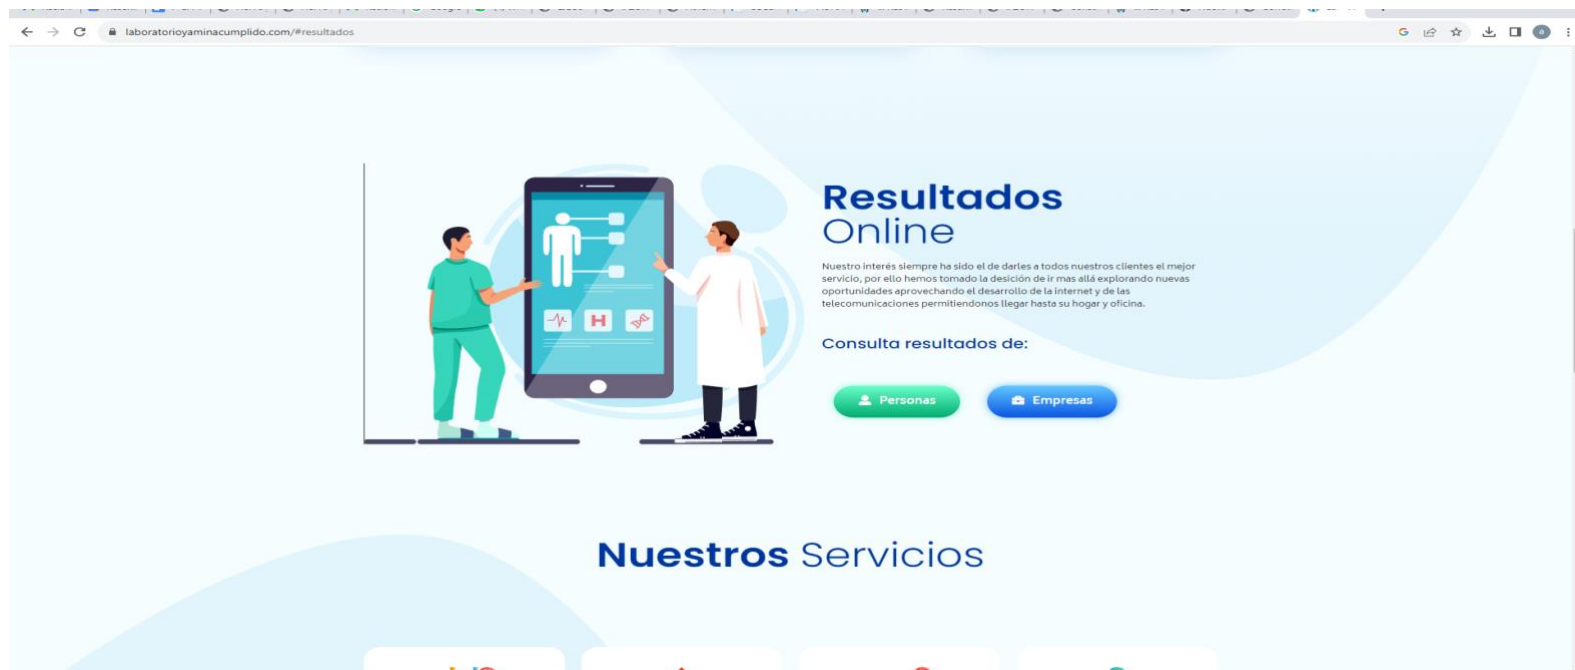 laboratorioyaminacumplido.com/#resultados
Resultados
Online
Nuestro interés siempre ha sido el de darles a todos nuestros clientes el mejor
servicio, por ello hemos tomado la desición de ir mas allá explorando nuevas
oportunidades aprovechando el desarrollo de la internet y de las
telecomunicaciones permitiendonos llegar hasta su hogar y oficina.
Consulta resultados de:
Personas
Empresas
H
Nuestros Servicios